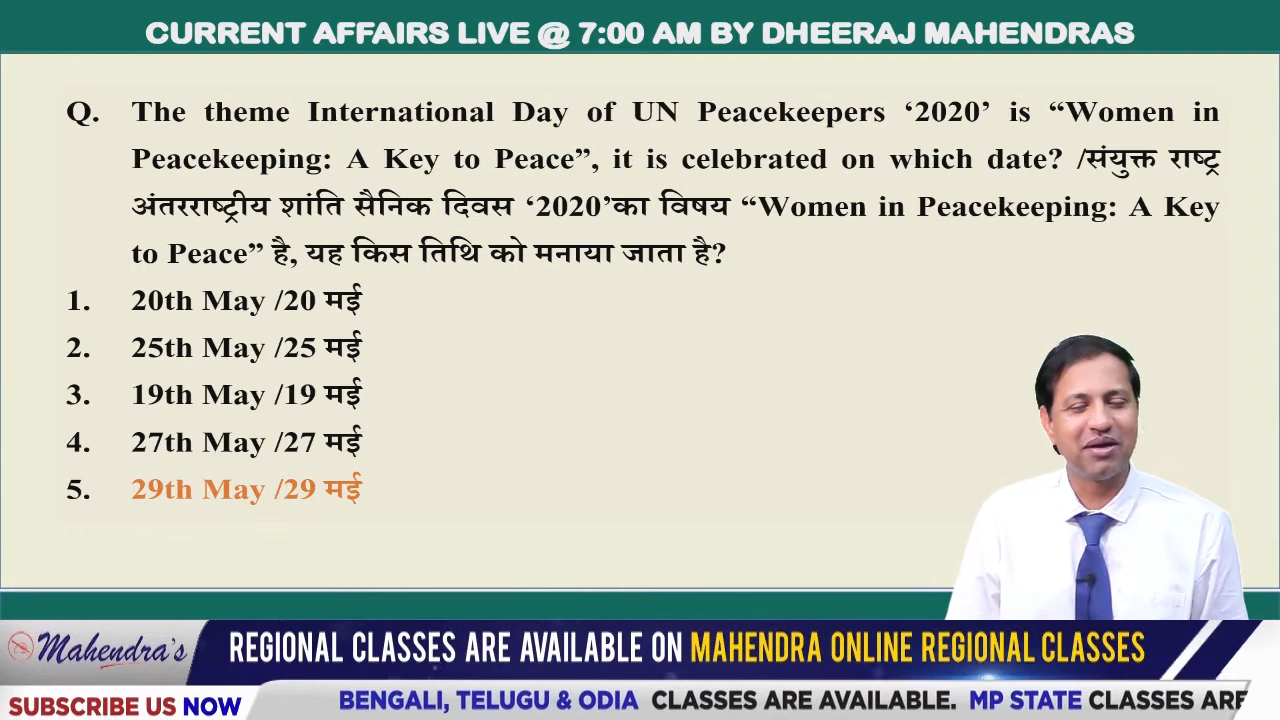 CURRENT AFFAIRS LIVE @ 7:00 AM BY DHEERAJ MAHENDRAS
Q. The theme International Day of UN Peacekeepers ‘2020’ is “Women in
Peacekeeping: A Key to Peace”, it is celebrated on which date? /संयुक्त राष्ट्र
अंतरराष्ट्रीय शांति सैनिक दिवस ‘2020’का विषय “Women in Peacekeeping: A Key
to Peace” है, यह किस तिथि को मनाया जाता है?
1. 20th May /20 मई
2. 25th May /25 मई
3. 19th May /19 मई
4. 27th May /27 मई
5. 29th May /29 मई
Mahendra's
REGIONAL CLASSES ARE AVAILABLE ON MAHENDRA ONLINE REGIONAL CLASSES
SUBSCRIBE US NOW
BENGALI, TELUGU & ODIA CLASSES ARE AVAILABLE. MP STATE CLASSES ARE